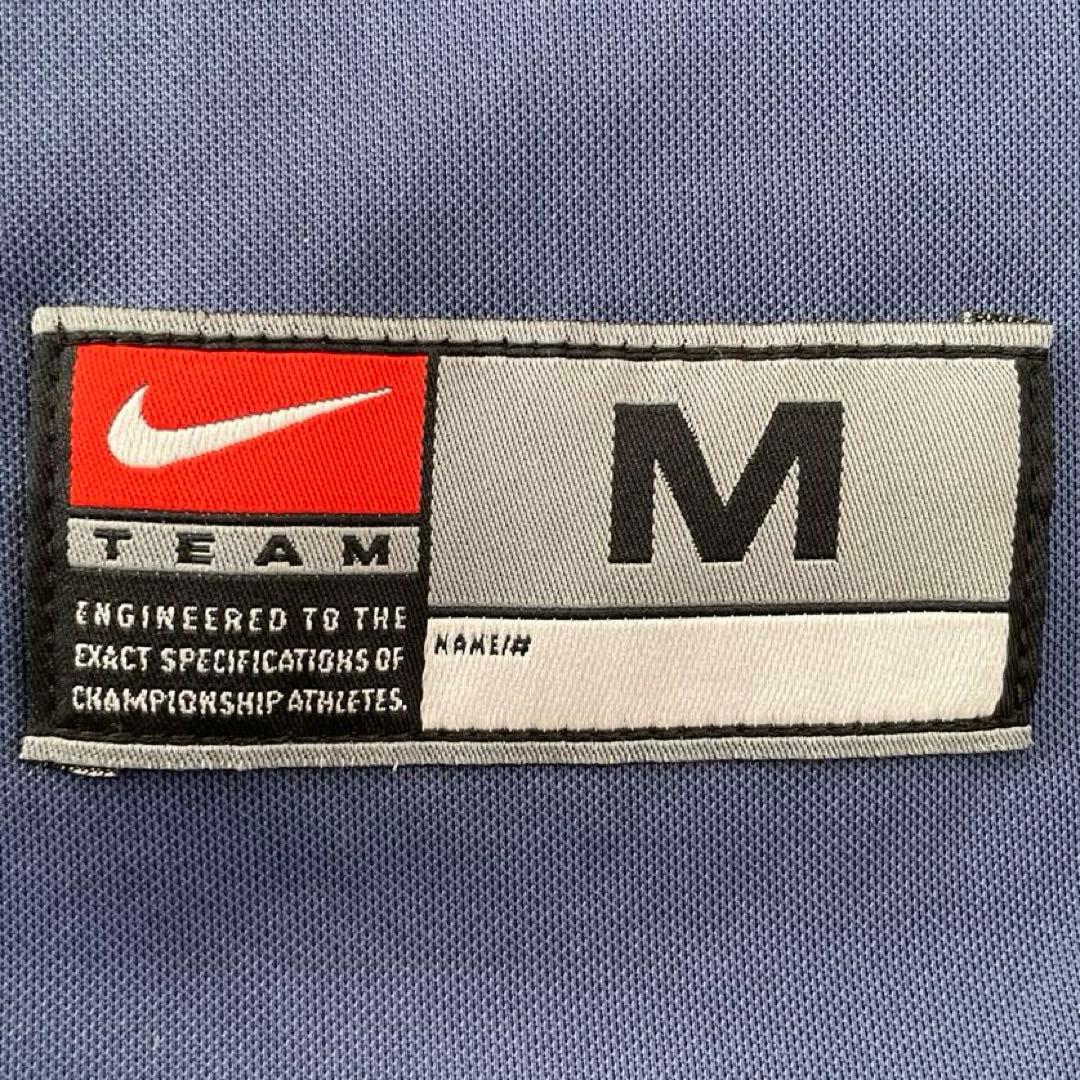 TEAM
ENGINEERED TO THE
EXACT SPECIFICATIONS OF
CHAMPIONSHIP ATHLETES.
M
NAME/#